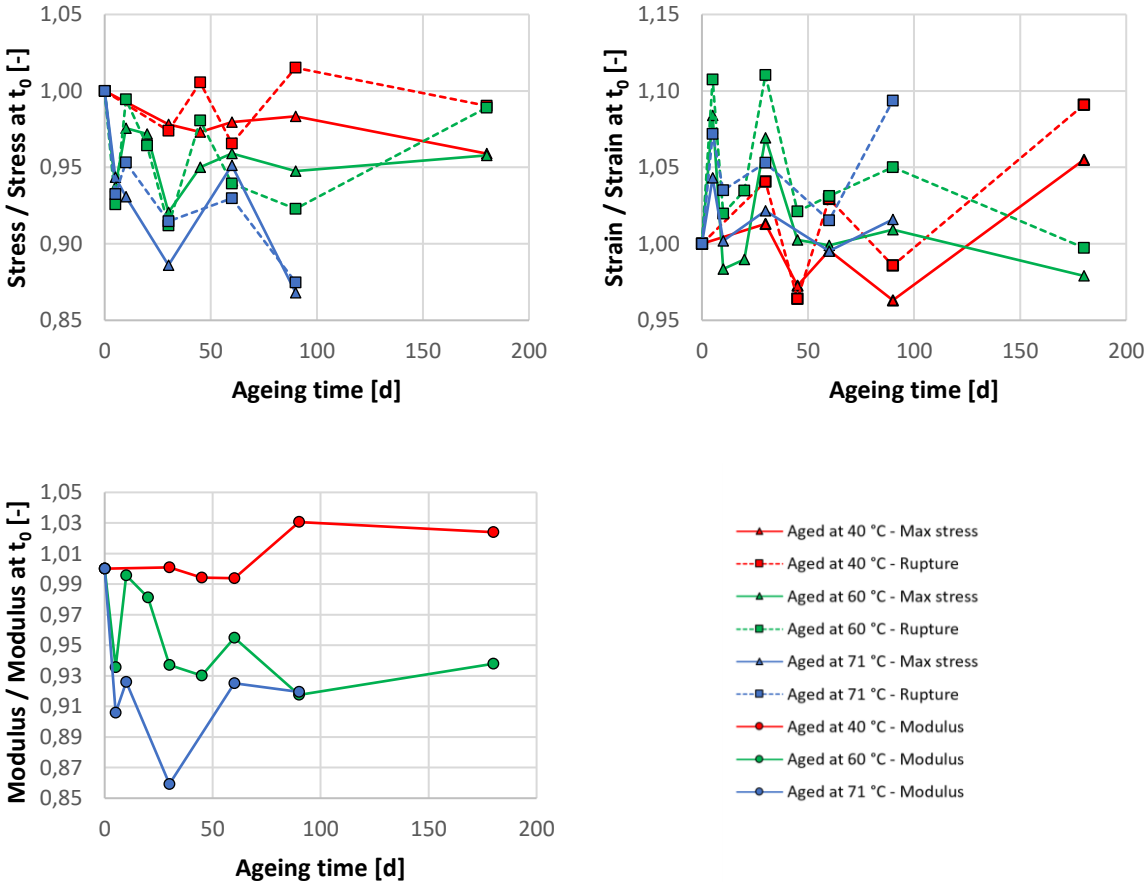 Stress / Stress at t0 [-]
1,05
1,00
0,95
0,90
0,85
0 50 100 150 200
Ageing time [d]
Strain / Strain at t0 [-]
1,15
1,10
1,05
1,00
0,95
0 50 100 150 200
Ageing time [d]
Modulus / Modulus at t0 [-]
1,05
1,03
1,01
0,99
0,97
0,95
0,93
0,91
0,89
0,87
0,85
0 50 100 150 200
Ageing time [d]
Aged at 40 °C - Max stress
Aged at 40 °C - Rupture
Aged at 60 °C - Max stress
Aged at 60 °C - Rupture
Aged at 71 °C - Max stress
Aged at 71 °C - Rupture
Aged at 40 °C - Modulus
Aged at 60 °C - Modulus
Aged at 71 °C - Modulus